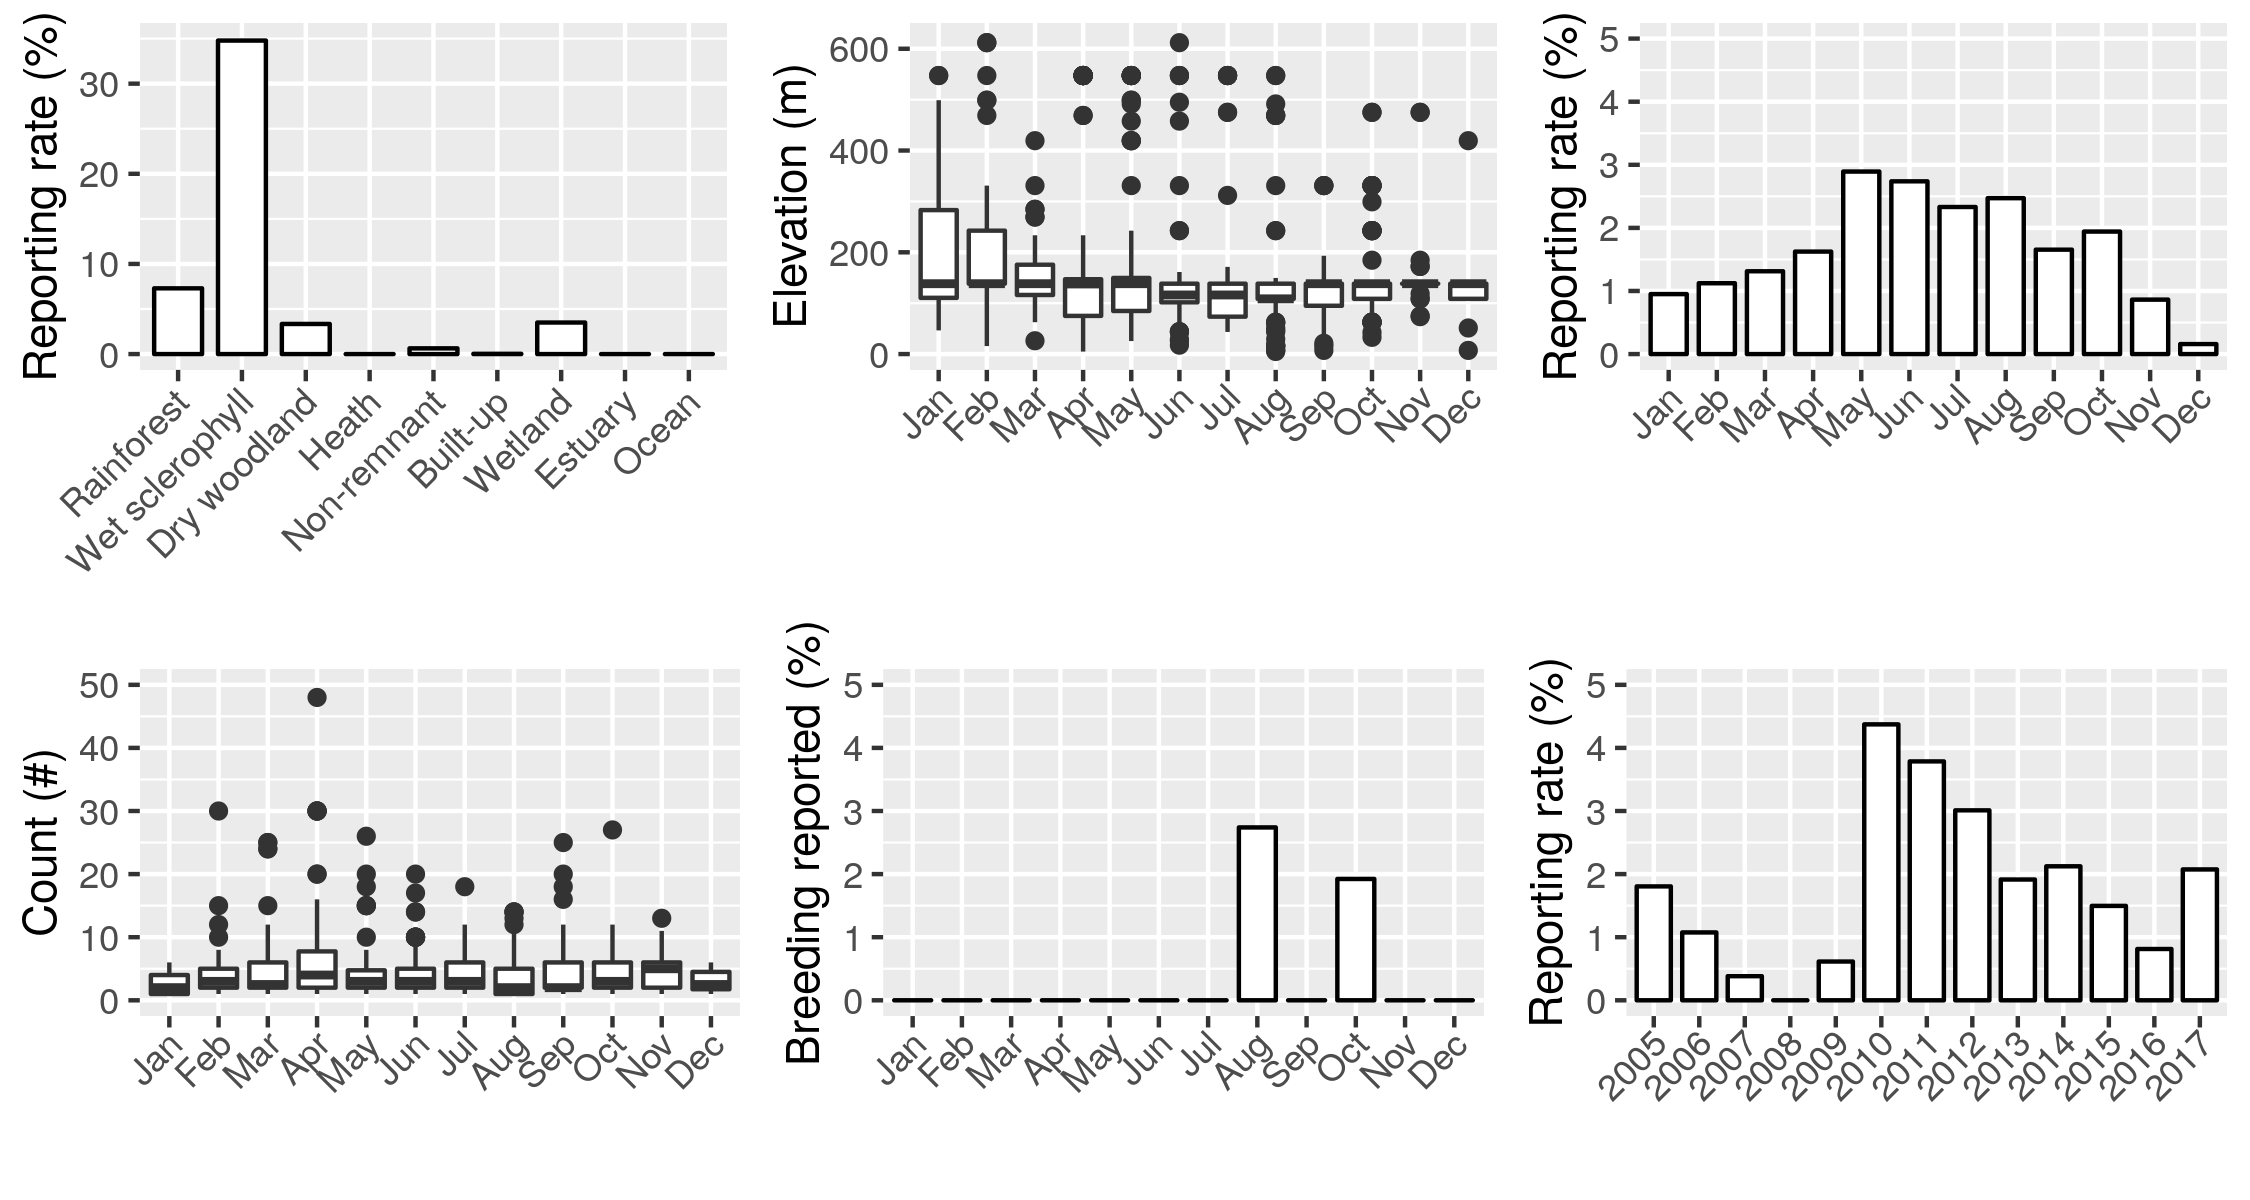 Reporting rate (%)
30
20
10
0
Rainforest
Wet sclerophyll
Dry woodland
Heath
Non-remnant
Built-up
Wetland
Estuary
Ocean
Elevation (m)
600
400
200
0
Jan
Feb
Mar
Apr
May
Jun
Jul
Aug
Sep
Oct
Nov
Dec
Reporting rate (%)
5
4
3
2
1
0
Jan
Feb
Mar
Apr
May
Jun
Jul
Aug
Sep
Oct
Nov
Dec
Count (#)
50
40
30
20
10
0
Jan
Feb
Mar
Apr
May
Jun
Jul
Aug
Sep
Oct
Nov
Dec
Breeding reported (%)
5
4
3
2
1
0
Jan
Feb
Mar
Apr
May
Jun
Jul
Aug
Sep
Oct
Nov
Dec
Reporting rate (%)
5
4
3
2
1
0
2005
2006
2007
2008
2009
2010
2011
2012
2013
2014
2015
2016
2017